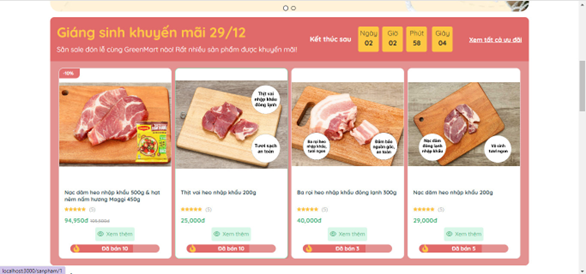 Giáng sinh khuyến mãi 29/12
Săn sale đón lễ cùng GreenMart nào! Rất nhiều sản phẩm được khuyến mãi!
Kết thúc sau
Ngày Giờ Phút Giây
02 02 58 04
Xem tất cả ưu đãi
-10%
Thịt vai nhập khẩu đông lạnh
Tươi sạch an toàn
Ba rọi heo nhập khẩu, tươi ngon
Đảm bảo nguồn gốc, an toàn
Nạc dăm đông lạnh nhập khẩu
Vệ sinh tươi ngon
MAGGI
Nạc dăm heo nhập khẩu 500g & hạt nêm nấm hương Maggi 450g
Thịt vai heo nhập khẩu 200g
Ba rọi heo nhập khẩu đông lạnh 300g
Nạc dăm heo nhập khẩu 200g
(0) (0) (0) (0)
94,950đ
25,000đ
40,000đ
29,000đ
Xem thêm Xem thêm Xem thêm Xem thêm
Đã bán 10
Đã bán 10
Đã bán 3
Đã bán 5
localhost:3000/sanpham/1